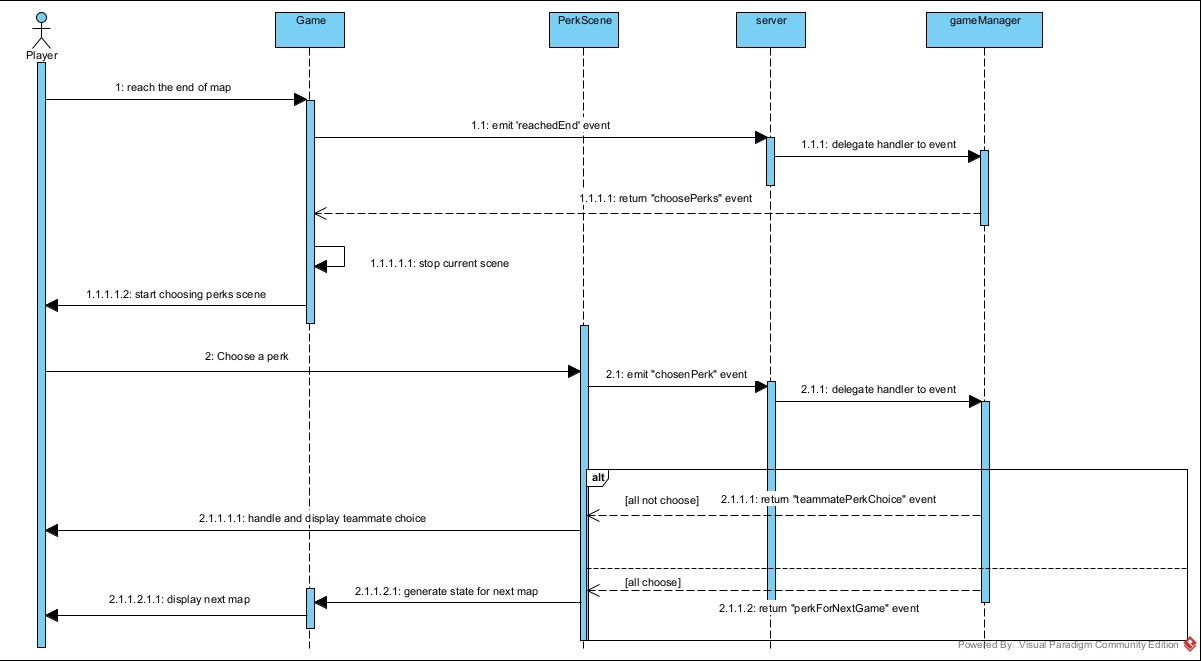 Game
PerkScene
server
gameManager
Player
1: reach the end of map
1.1: emit 'reachedEnd' event
1.1.1: delegate handler to event
1.1.1.1: return "choosePerks" event
1.1.1.1.1: stop current scene
1.1.1.1.2: start choosing perks scene
2: Choose a perk
2.1: emit "chosenPerk" event
2.1.1: delegate handler to event
alt
[all not choose]
2.1.1.1: return "teammatePerkChoice" event
2.1.1.1.1: handle and display teammate choice
[all choose]
2.1.1.2.1: generate state for next map
2.1.1.2.1.1: display next map
2.1.1.2: return "perkForNextGame" event
Powered By Visual Paradigm Community Edition